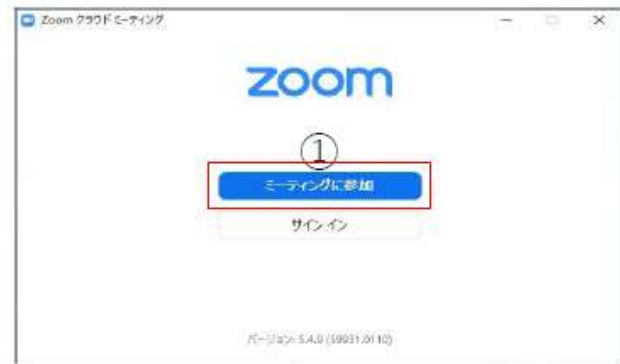 Zoom クラウド ミーティング
zoom
①
ミーティングに参加
サイン イン
バージョン: 5.4.9 (59931.0110)